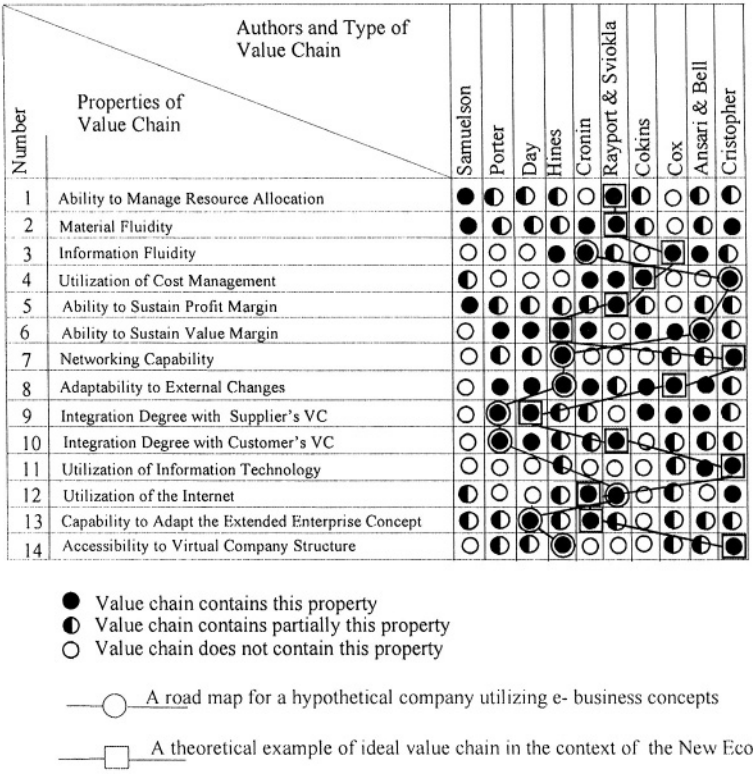 Authors and Type of
Value Chain
Properties of
Value Chain
Number
Samuelson
Porter
Day
Hines
Cronin
Rayport & Sviokla
Cokins
Cox
Ansari & Bell
Cristopher
1 Ability to Manage Resource Allocation
2 Material Fluidity
3 Information Fluidity
4 Utilization of Cost Management
5 Ability to Sustain Profit Margin
6 Ability to Sustain Value Margin
7 Networking Capability
8 Adaptability to External Changes
9 Integration Degree with Supplier's VC
10 Integration Degree with Customer's VC
11 Utilization of Information Technology
12 Utilization of the Internet
13 Capability to Adapt the Extended Enterprise Concept
14 Accessibility to Virtual Company Structure
Value chain contains this property
Value chain contains partially this property
Value chain does not contain this property
A road map for a hypothetical company utilizing e- business concepts
A theoretical example of ideal value chain in the context of the New Eco